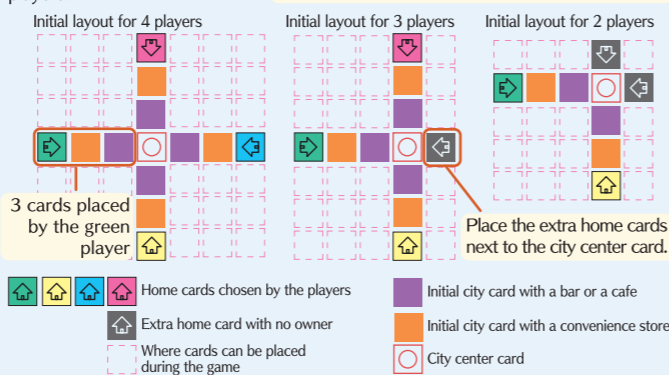 Initial layout for 4 players
Initial layout for 3 players
Initial layout for 2 players
3 cards placed
by the green
player
Place the extra home cards
next to the city center card.
Home cards chosen by the players
Extra home card with no owner
Where cards can be placed
during the game
Initial city card with a bar or a cafe
Initial city card with a convenience store
City center card